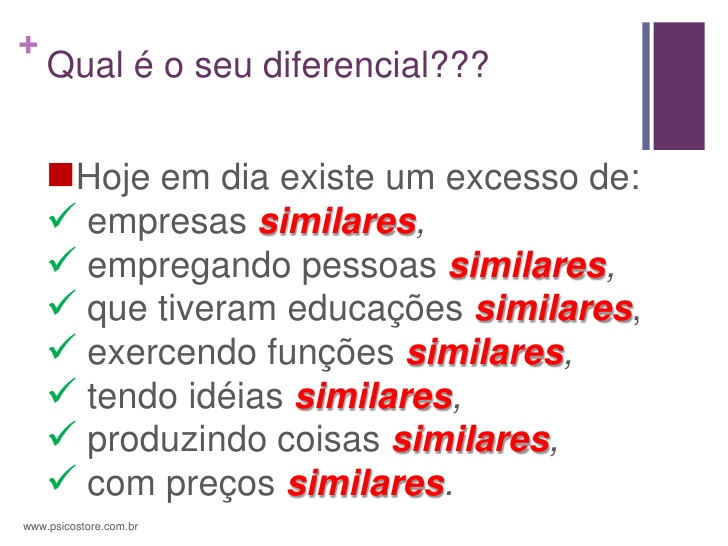 +
Qual é o seu diferencial???
Hoje em dia existe um excesso de:
✓ empresas similares,
✓ empregando pessoas similares,
✓ que tiveram educações similares,
✓ exercendo funções similares,
✓ tendo idéias similares,
✓ produzindo coisas similares,
✓ com preços similares.
www.psicostore.com.br